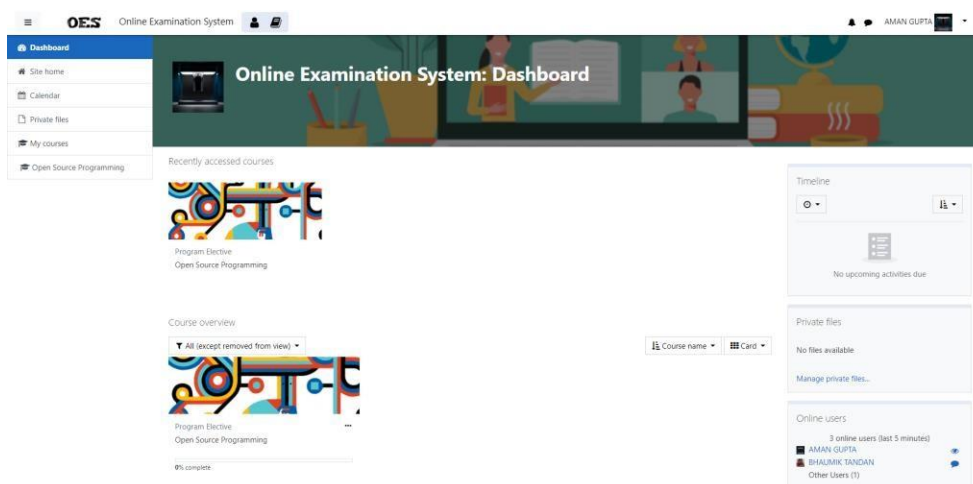 OES Online Examination System AMAN GUPTA
Dashboard
Site home
Calendar
Private files
My courses
Open Source Programming
Online Examination System: Dashboard
Recently accessed courses
Program Elective
Open Source Programming
Course overview
All (except removed from view)
Course name Card
Program Elective
Open Source Programming
0% complete
Timeline
No upcoming activities due
Private files
No files available
Manage private files...
Online users
3 online users (last 5 minutes)
AMAN GUPTA
BHAUMIK TANDAN
Other Users (1)